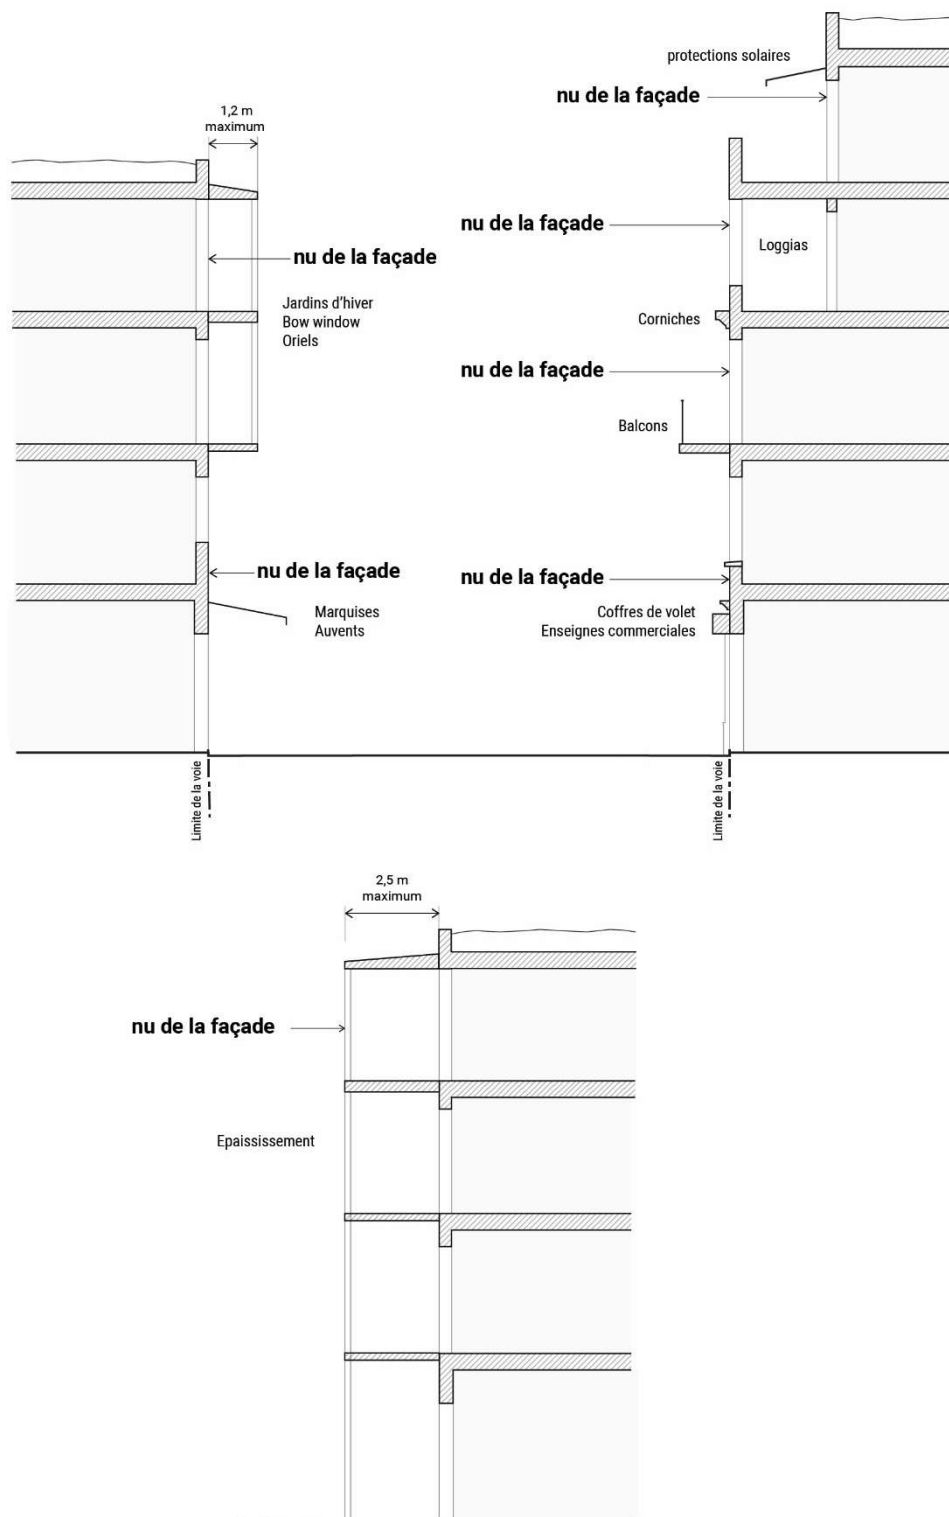 protections solaires
nu de la façade
1,2 m
maximum
nu de la façade
Loggias
nu de la façade
Jardins d’hiver
Bow window
Oriels
Corniches
nu de la façade
Balcons
nu de la façade
nu de la façade
Marquises
Auvents
Coffres de volet
Enseignes commerciales
Limite de la voie
Limite de la voie
2,5 m
maximum
nu de la façade
Epaississement